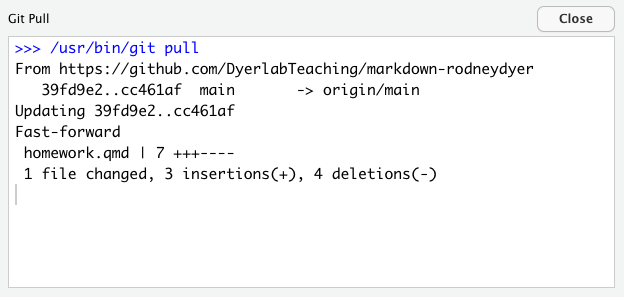 Git Pull
Close
>>> /usr/bin/git pull
From https://github.com/DyerlabTeaching/markdown-rodneydyer
   39fd9e2..cc461af  main       -> origin/main
Updating 39fd9e2..cc461af
Fast-forward
 homework.qmd | 7 +++----
 1 file changed, 3 insertions(+), 4 deletions(-)